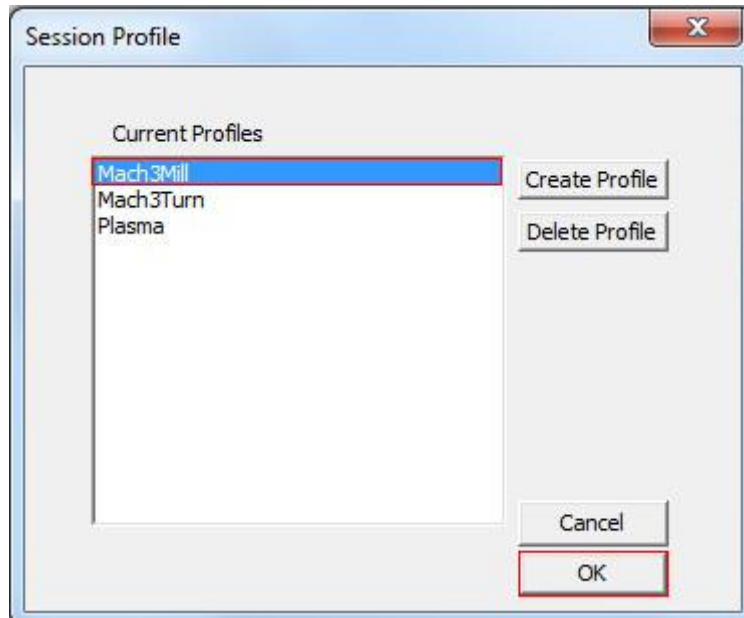 Session Profile
Current Profiles
Mach3Mill
Mach3Turn
Plasma
Create Profile
Delete Profile
Cancel
OK